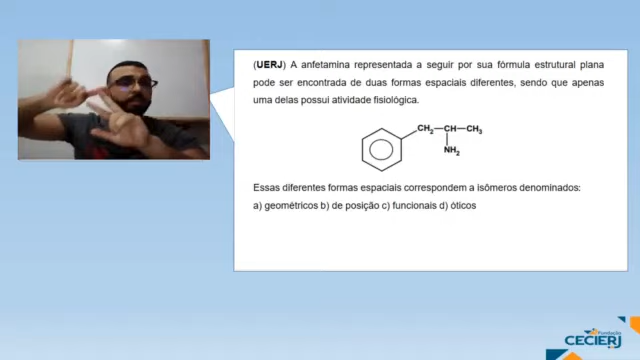 (UERJ) A anfetamina representada a seguir por sua fórmula estrutural plana
pode ser encontrada de duas formas espaciais diferentes, sendo que apenas
uma delas possui atividade fisiológica.
CH2—CH—CH3
NH2
Essas diferentes formas espaciais correspondem a isômeros denominados:
a) geométricos b) de posição c) funcionais d) óticos
Fundação
CECIERJ